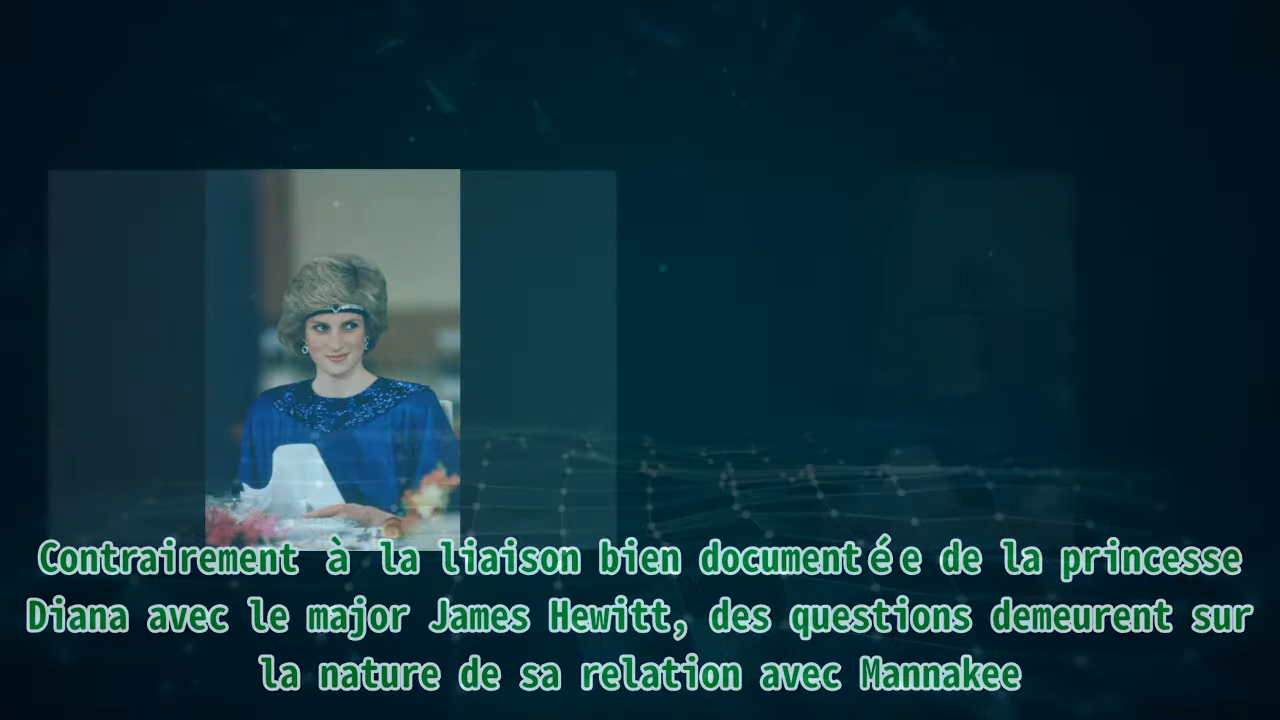 Contrairement à la liaison bien documentée de la princesse
Diana avec le major James Hewitt, des questions demeurent sur
la nature de sa relation avec Mannakee